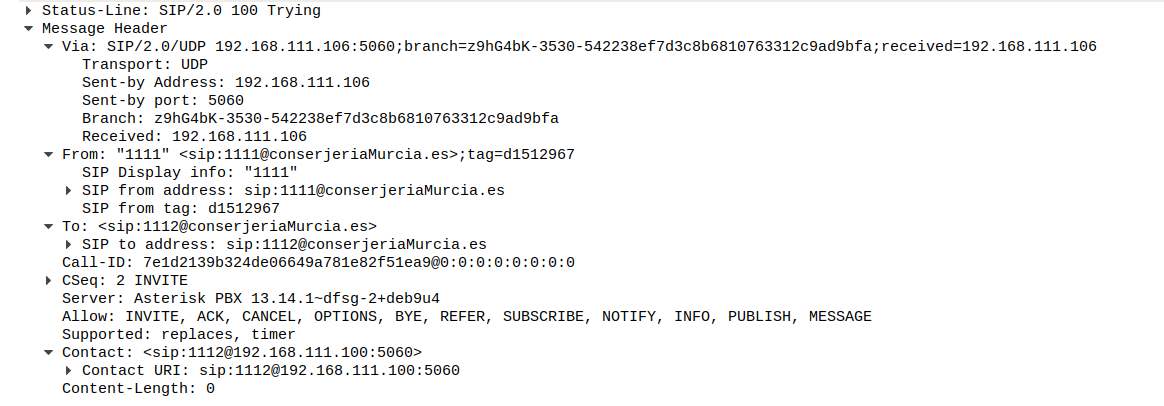 Status-Line: SIP/2.0 100 Trying
Message Header
Via: SIP/2.0/UDP 192.168.111.106:5060;branch=z9hG4bK-3530-542238ef7d3c8b6810763312c9ad9bfa;received=192.168.111.106
Transport: UDP
Sent-by Address: 192.168.111.106
Sent-by port: 5060
Branch: z9hG4bK-3530-542238ef7d3c8b6810763312c9ad9bfa
Received: 192.168.111.106
From: "1111" <sip:1111@conserjeriaMurcia.es>;tag=d1512967
SIP Display info: "1111"
SIP from address: sip:1111@conserjeriaMurcia.es
SIP from tag: d1512967
To: <sip:1112@conserjeriaMurcia.es>
SIP to address: sip:1112@conserjeriaMurcia.es
Call-ID: 7e1d2139b324de06649a781e82f51ea9@0:0:0:0:0:0:0:0
CSeq: 2 INVITE
Server: Asterisk PBX 13.14.1~dfsg-2+deb9u4
Allow: INVITE, ACK, CANCEL, OPTIONS, BYE, REFER, SUBSCRIBE, NOTIFY, INFO, PUBLISH, MESSAGE
Supported: replaces, timer
Contact: <sip:1112@192.168.111.100:5060>
Contact URI: sip:1112@192.168.111.100:5060
Content-Length: 0